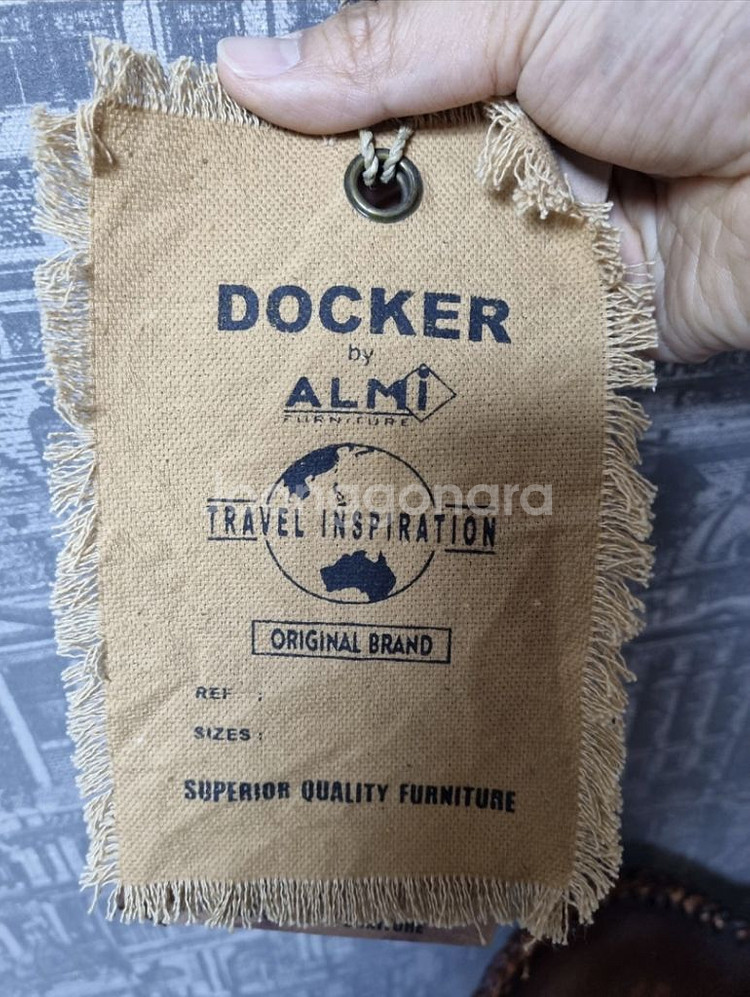 DOCKER
by
ALMi
FURNITURE
TRAVEL INSPIRATION
ORIGINAL BRAND
REF :
SIZES :
SUPERIOR QUALITY FURNITURE